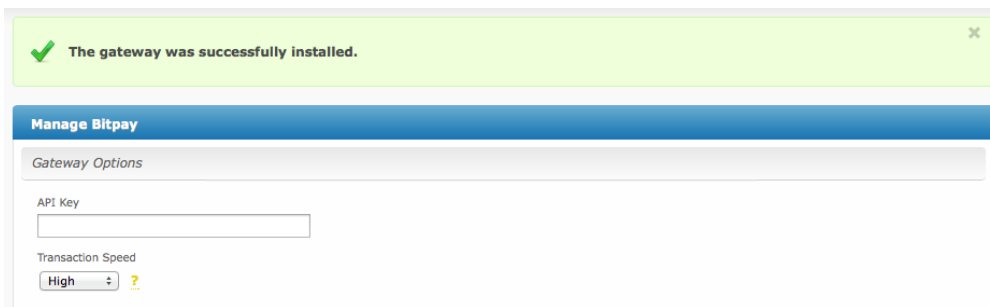 The gateway was successfully installed.
Manage Bitpay
Gateway Options
API Key
Transaction Speed
High ?